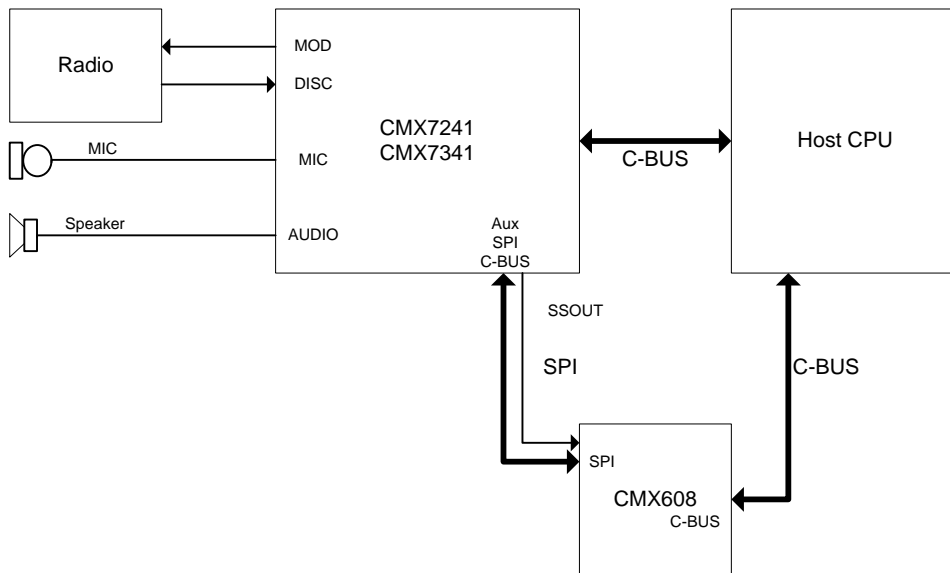 Radio
MOD
DISC
MIC
MIC
Speaker
AUDIO
CMX7241
CMX7341
Aux
SPI
C-BUS
C-BUS
Host CPU
SSOUT
SPI
C-BUS
SPI
CMX608
C-BUS